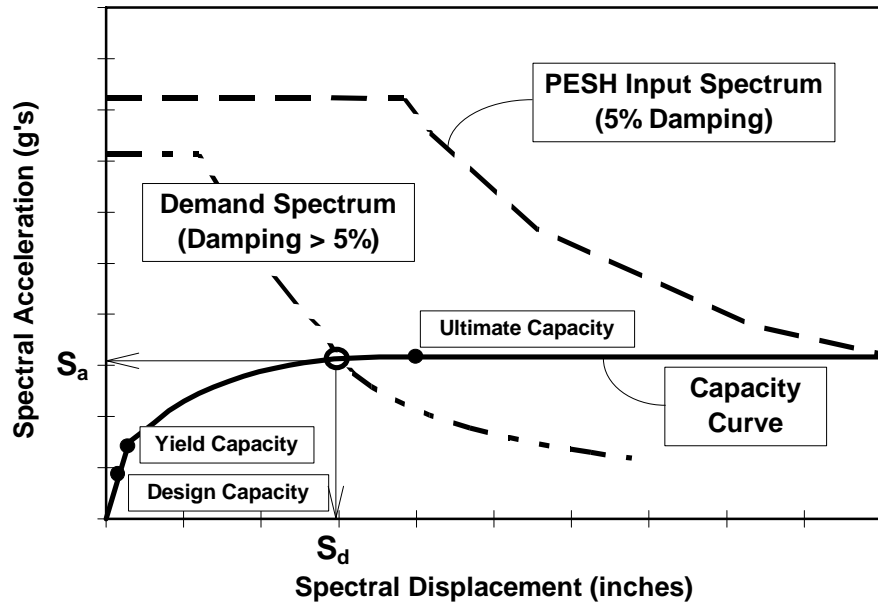 PESH Input Spectrum
(5% Damping)
Demand Spectrum
(Damping > 5%)
Ultimate Capacity
Sa
Capacity
Curve
Yield Capacity
Design Capacity
Sd
Spectral Displacement (inches)
Spectral Acceleration (g's)